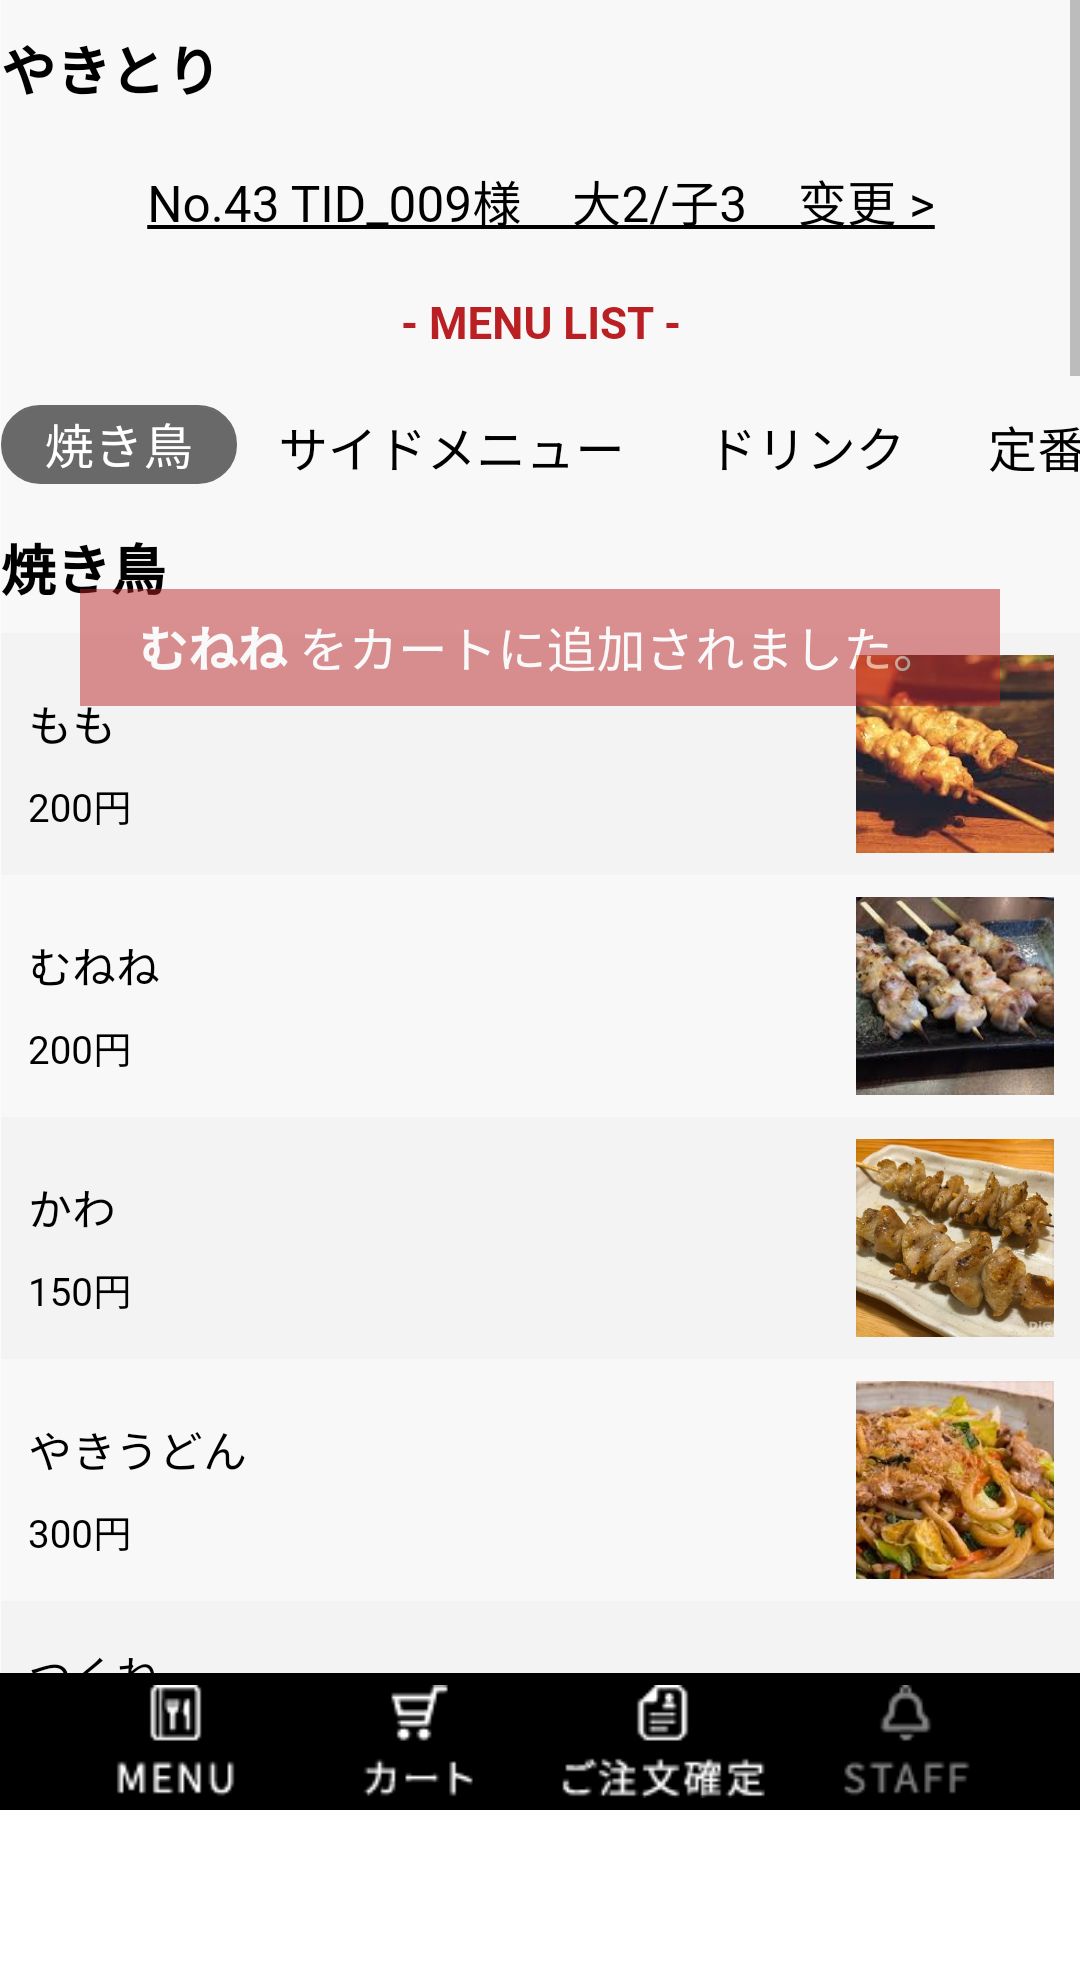 やきとり
No.43 TID_009様 大2/子3 変更 >
- MENU LIST -
焼き鳥 サイドメニュー ドリンク 定番
焼き鳥
むねね をカートに追加されました。
もも
200円
むねね
200円
かわ
150円
やきうどん
300円
MENU カート ご注文確定 STAFF